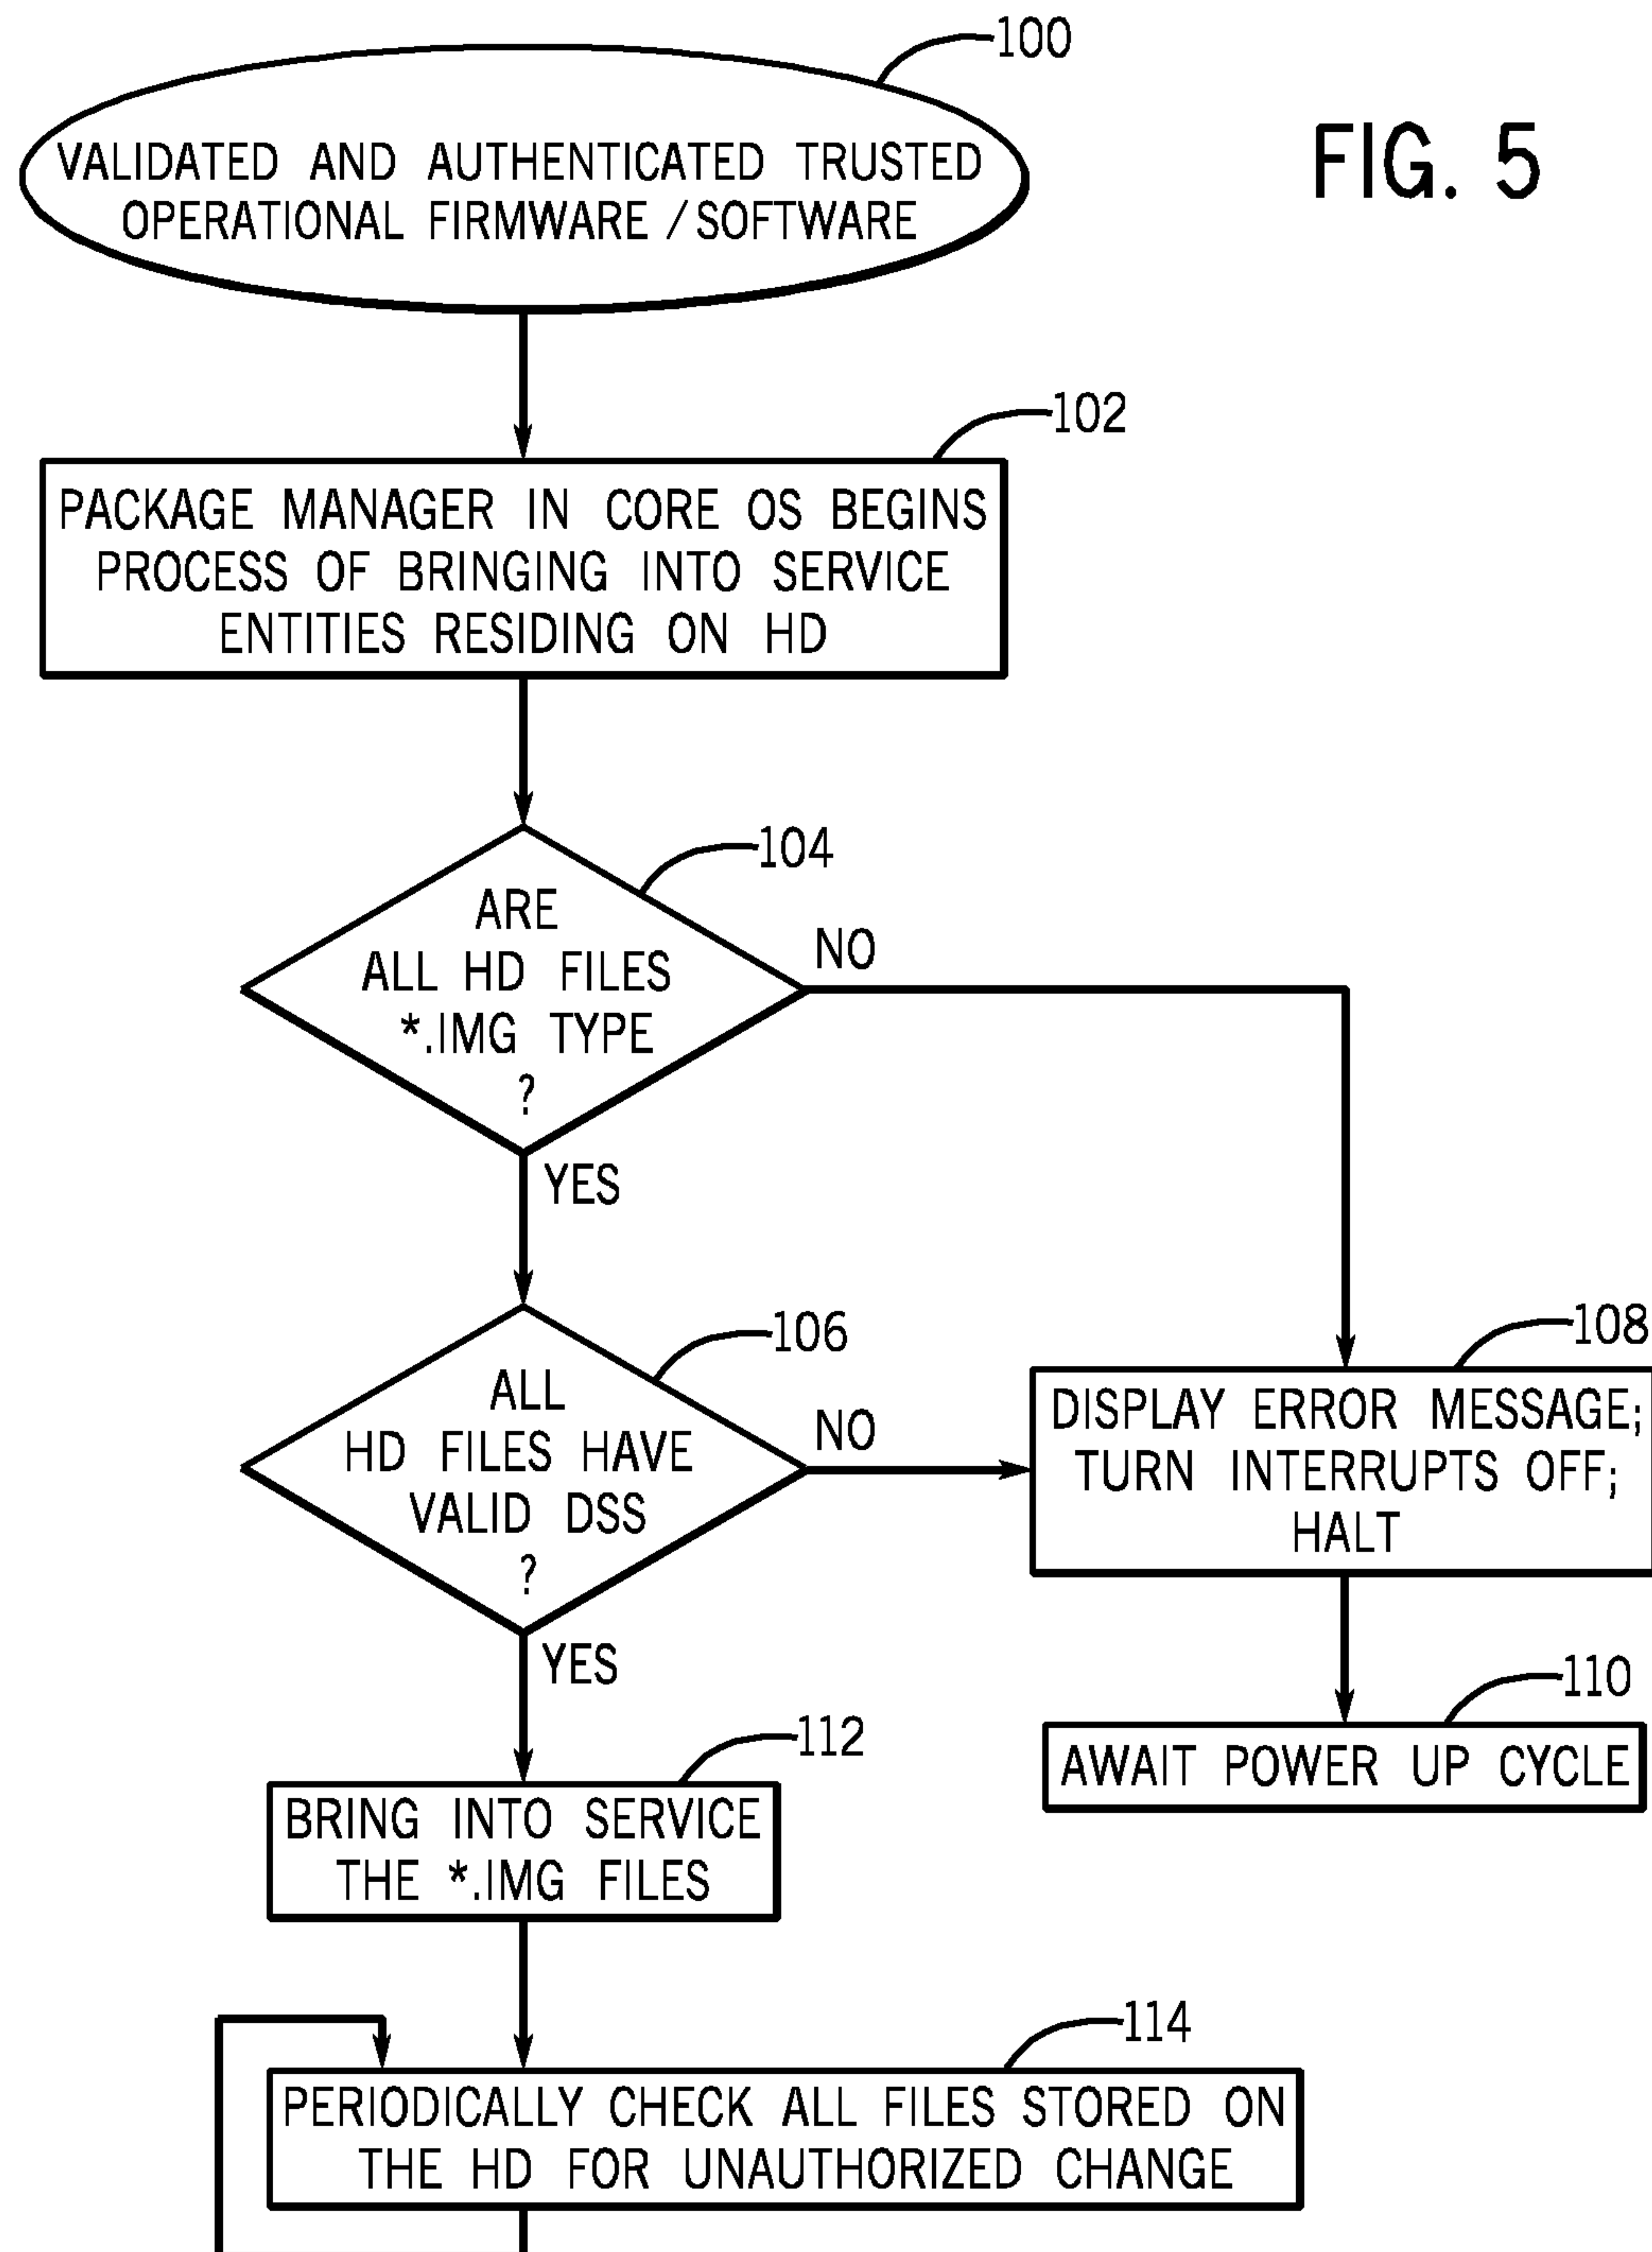 100
FIG. 5
VALIDATED AND AUTHENTICATED TRUSTED
OPERATIONAL FIRMWARE / SOFTWARE
102
PACKAGE MANAGER IN CORE OS BEGINS
PROCESS OF BRINGING INTO SERVICE
ENTITIES RESIDING ON HD
104
ARE
ALL HD FILES
*.IMG TYPE
?
NO
YES
106
ALL
HD FILES HAVE
VALID DSS
?
NO
YES
108
DISPLAY ERROR MESSAGE;
TURN INTERRUPTS OFF;
HALT
110
AWAIT POWER UP CYCLE
112
BRING INTO SERVICE
THE *.IMG FILES
114
PERIODICALLY CHECK ALL FILES STORED ON
THE HD FOR UNAUTHORIZED CHANGE